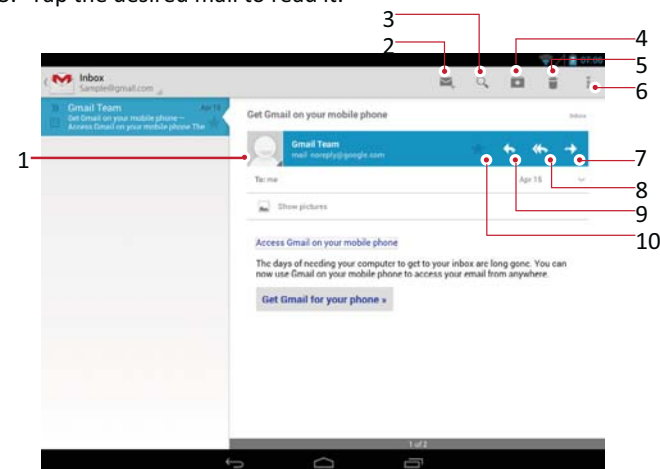 Tap the desired mail to read it.
3
4
2
5
6
07:06
Inbox
Sample@gmail.com
Gmail Team
Apr 15
Get Gmail on your mobile phone –
Access Gmail on your mobile phone The
Get Gmail on your mobile phone
Inbox
1
Gmail Team
mail-noreply@google.com
7
8
9
10
To: me
Apr 15
Show pictures
Access Gmail on your mobile phone
The days of needing your computer to get to your inbox are long gone. You can
now use Gmail on your mobile phone to access your email from anywhere.
Get Gmail for your phone »
1 of 2